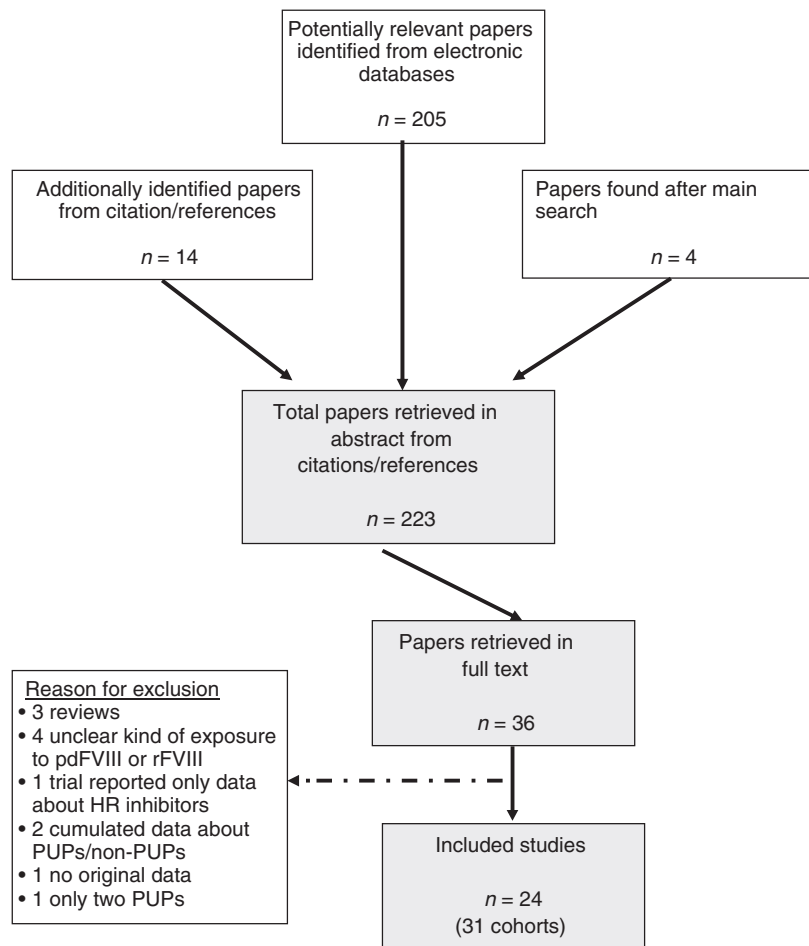 Potentially relevant papers
identified from electronic
databases
n = 205
Additionally identified papers
from citation/references
n = 14
Papers found after main
search
n = 4
Total papers retrieved in
abstract from
citations/references
n = 223
Papers retrieved in
full text
n = 36
Reason for exclusion
• 3 reviews
• 4 unclear kind of exposure
to pdFVIII or rFVIII
• 1 trial reported only data
about HR inhibitors
• 2 cumulated data about
PUPs/non-PUPs
• 1 no original data
• 1 only two PUPs
Included studies
n = 24
(31 cohorts)